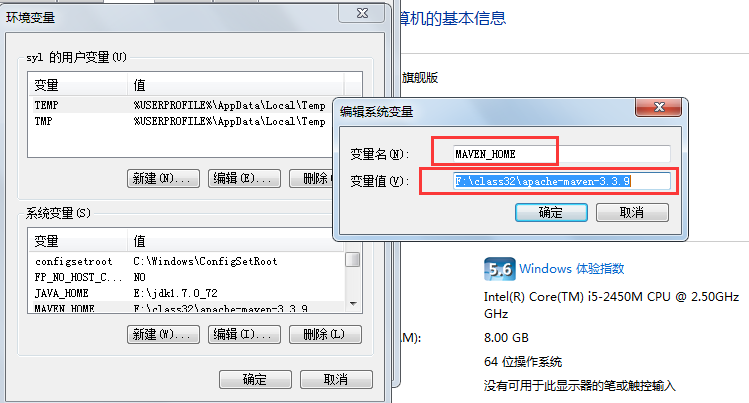 环境变量
syl 的用户变量(U)
变量 值
TEMP %USERPROFILE%\AppData\Local\Temp
TMP %USERPROFILE%\AppData\Local\Temp
新建(N)... 编辑(E)... 删除(
系统变量(S)
变量 值
configsetroot C:\Windows\ConfigSetRoot
FP_NO_HOST_C... NO
JAVA_HOME E:\jdk1.7.0_72
MAVEN_HOME F:\class32\apache-maven-3.3.9
新建(W)... 编辑(I)... 删除(L)
确定 取消
编辑系统变量
变量名(N): MAVEN_HOME
变量值(V): F:\class32\apache-maven-3.3.9
确定 取消
算机的基本信息
旗舰版
5.6 Windows 体验指数
Intel(R) Core(TM) i5-2450M CPU @ 2.50GHz
GHz
AM): 8.00 GB
64 位操作系统
没有可用于此显示器的笔或触控输入